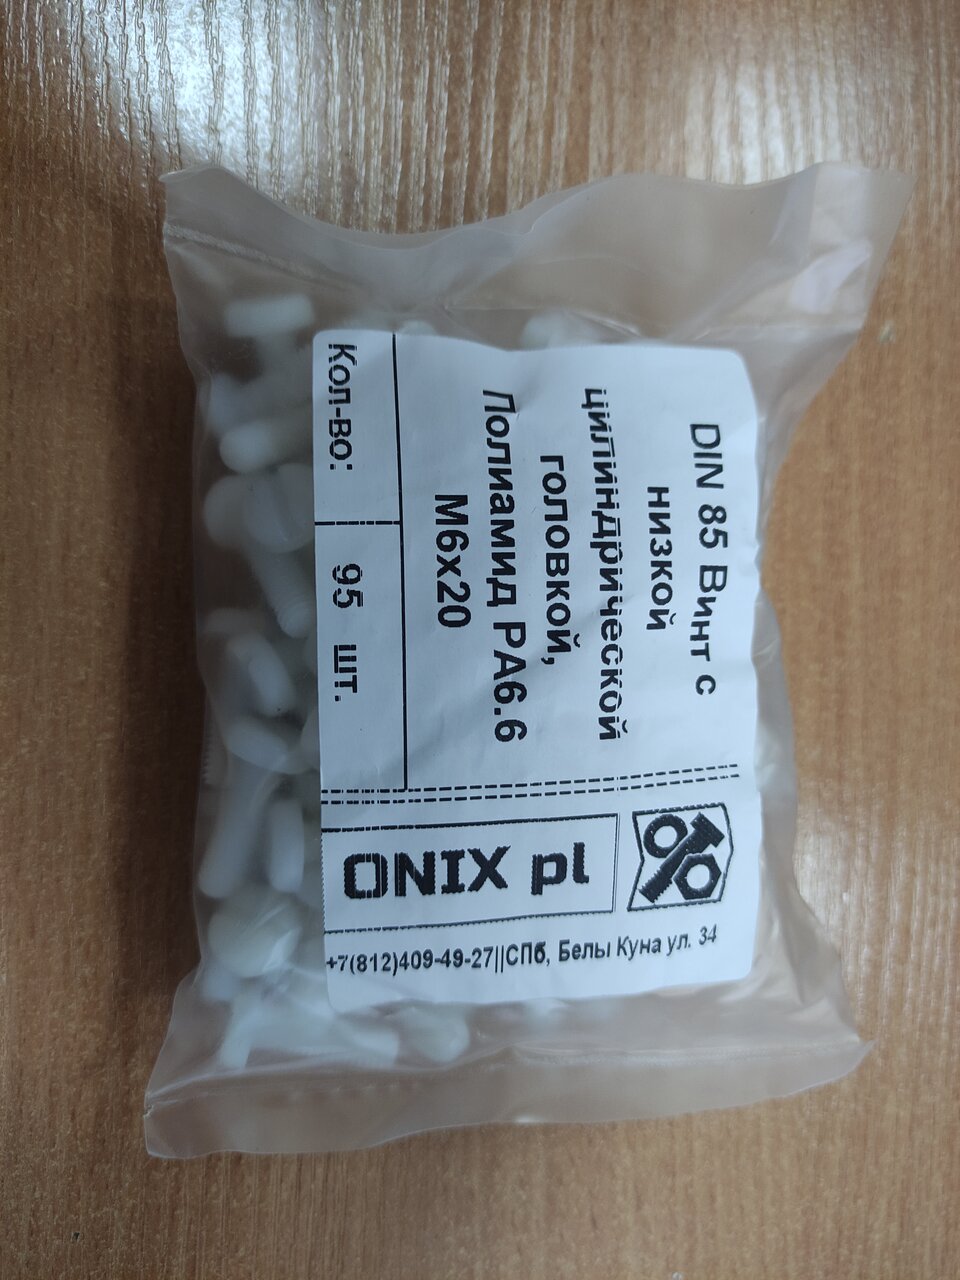 DIN 85 Винт с
низкой
цилиндрической
головкой,
Полиамид PA6.6
M6x20
Кол-во: 95 шт.
ONIX pl
+7(812)409-49-27||СПб, Белы Куна ул. 34